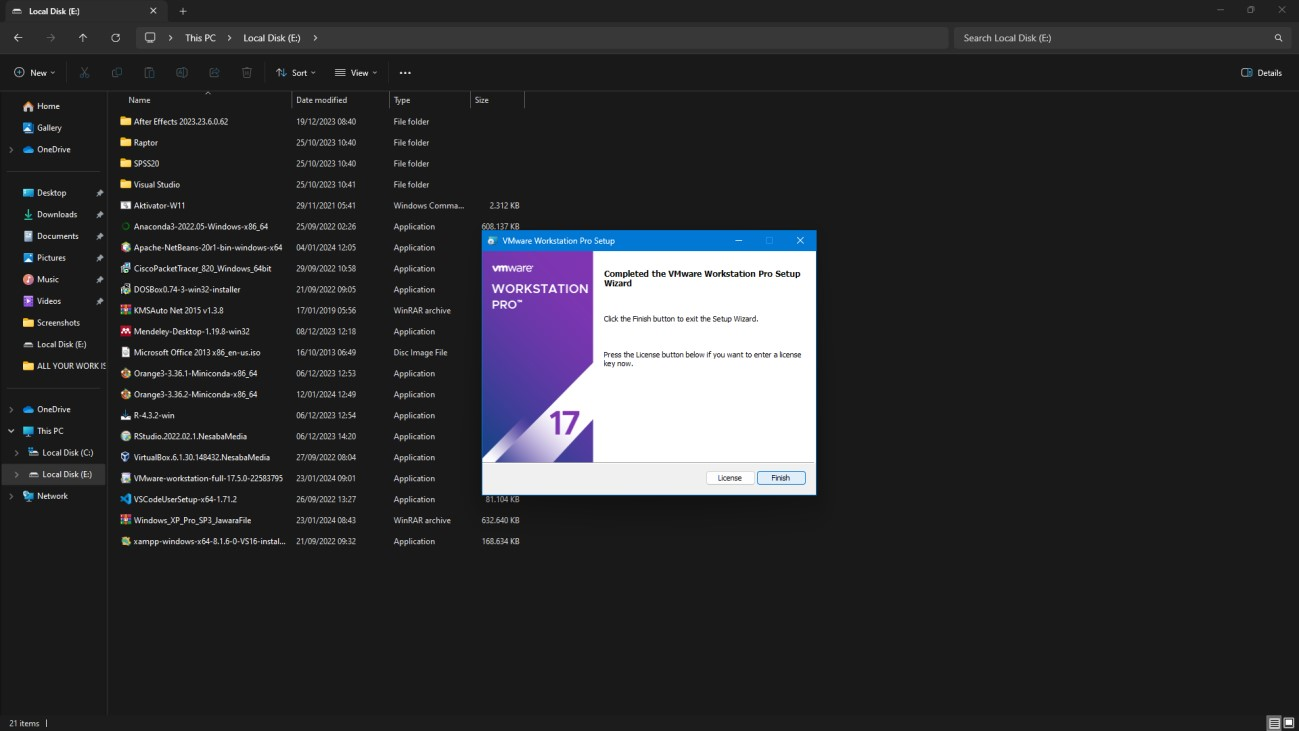 Local Disk (E:)
This PC
Local Disk (E:)
Search Local Disk (E:)
New
Sort
View
Details
Home
Gallery
OneDrive
Desktop
Downloads
Documents
Pictures
Music
Videos
Screenshots
Local Disk (E:)
ALL YOUR WORK IS
OneDrive
This PC
Local Disk (C:)
Local Disk (E:)
Network
Name Date modified Type Size
After Effects 2023.23.6.0.62 19/12/2023 08:40 File folder
Raptor 25/10/2023 10:40 File folder
SPSS20 25/10/2023 10:40 File folder
Visual Studio 25/10/2023 10:41 File folder
Aktivator-W11 29/11/2021 05:41 Windows Comma... 2.312 KB
Anaconda3-2022.05-Windows-x86_64 25/09/2022 02:26 Application 608.137 KB
Apache-NetBeans-20r1-bin-windows-x64 04/01/2024 12:05 Application
CiscoPacketTracer_820_Windows_64bit 29/09/2022 10:58 Application
DOSBox0.74-3-win32-installer 21/09/2022 09:05 Application
KMSAuto Net 2015 v1.3.8 17/01/2019 05:56 WinRAR archive
Mendeley-Desktop-1.19.8-win32 08/12/2023 12:18 Application
Microsoft Office 2013 x86_en-us.iso 16/10/2013 06:49 Disc Image File
Orange3-3.36.1-Miniconda-x86_64 06/12/2023 12:53 Application
Orange3-3.36.2-Miniconda-x86_64 12/01/2024 12:49 Application
R-4.3.2-win 06/12/2023 12:54 Application
RStudio.2022.02.1.NesabaMedia 06/12/2023 14:20 Application
VirtualBox.6.1.30.148432.NesabaMedia 27/09/2022 08:04 Application
VMware-workstation-full-17.5.0-22583795 23/01/2024 09:01 Application
VSCodeUserSetup-x64-1.71.2 26/09/2022 13:27 Application 81.104 KB
Windows_XP_Pro_SP3_JawaraFile 23/01/2024 08:43 WinRAR archive 632.640 KB
xampp-windows-x64-8.1.6-0-VS16-instal... 21/09/2022 09:32 Application 168.634 KB
VMware Workstation Pro Setup
vmware
WORKSTATION
PRO™
17
Completed the VMware Workstation Pro Setup
Wizard
Click the Finish button to exit the Setup Wizard.
Press the License button below if you want to enter a license
key now.
License
Finish
21 items